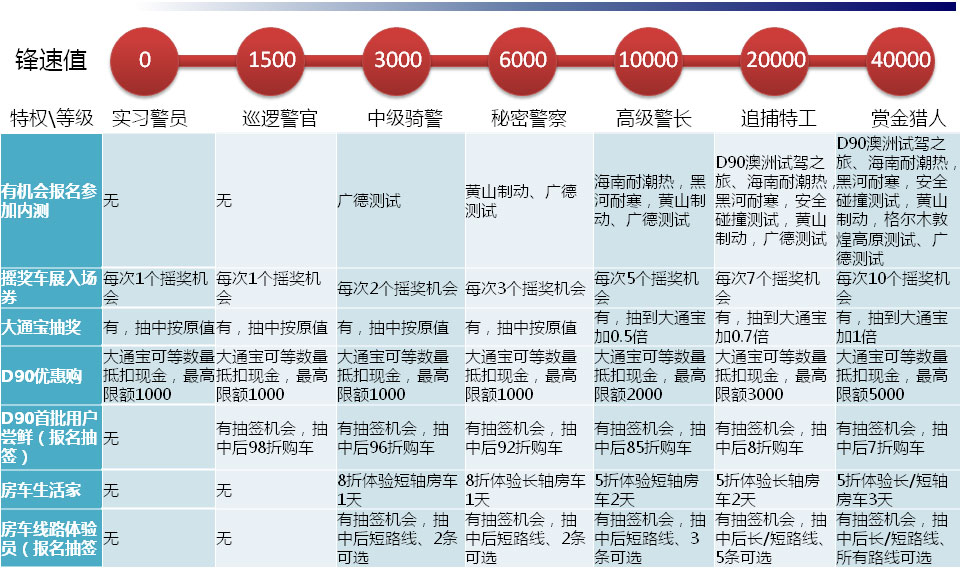 锋速值 0 1500 3000 6000 10000 20000 40000
特权\等级 实习警员 巡逻警官 中级骑警 秘密警察 高级警长 追捕特工 赏金猎人
有机会报名参
加内测
无
无
广德测试
黄山制动、广德
测试
海南耐潮热，黑
河耐寒，黄山制
动、广德测试
D90澳洲试驾之
旅、海南耐潮热，
黑河耐寒，安全
碰撞测试，黄山
制动，广德测试
D90澳洲试驾之
旅、海南耐潮热，
黑河耐寒，安全
碰撞测试，黄山
制动，格尔木敦
煌高原测试、广
德测试
摇奖车展入场
券
每次1个摇奖机
会
每次1个摇奖机
会
每次2个摇奖机会
每次3个摇奖机会
每次5个摇奖机
会
每次7个摇奖机
会
每次10个摇奖机
会
大通宝抽奖
有，抽中按原值
有，抽中按原值
有，抽中按原值
有，抽中按原值
有，抽到大通宝
加0.5倍
有，抽到大通宝
加0.7倍
有，抽到大通宝
加1倍
D90优惠购
大通宝可等数量
抵扣现金，最高
限额1000
大通宝可等数量
抵扣现金，最高
限额1000
大通宝可等数量
抵扣现金，最高
限额1000
大通宝可等数量
抵扣现金，最高
限额1000
大通宝可等数量
抵扣现金，最高
限额2000
大通宝可等数量
抵扣现金，最高
限额3000
大通宝可等数量
抵扣现金，最高
限额5000
D90首批用户
尝鲜（报名抽
签）
无
有抽签机会，抽
中后98折购车
有抽签机会，抽
中后96折购车
有抽签机会，抽
中后92折购车
有抽签机会，抽
中后85折购车
有抽签机会，抽
中后8折购车
有抽签机会，抽
中后7折购车
房车生活家
无
无
8折体验短轴房车
1天
8折体验长轴房车
1天
5折体验短轴房
车2天
5折体验长轴房
车2天
5折体验长/短轴
房车3天
房车线路体验
员（报名抽签
无
无
有抽签机会，抽
中后短路线、2条
可选
有抽签机会，抽
中后短路线、2条
可选
有抽签机会，抽
中后短路线、3
条可选
有抽签机会，抽
中后长/短路线、
5条可选
有抽签机会，抽
中后长/短路线、
所有路线可选